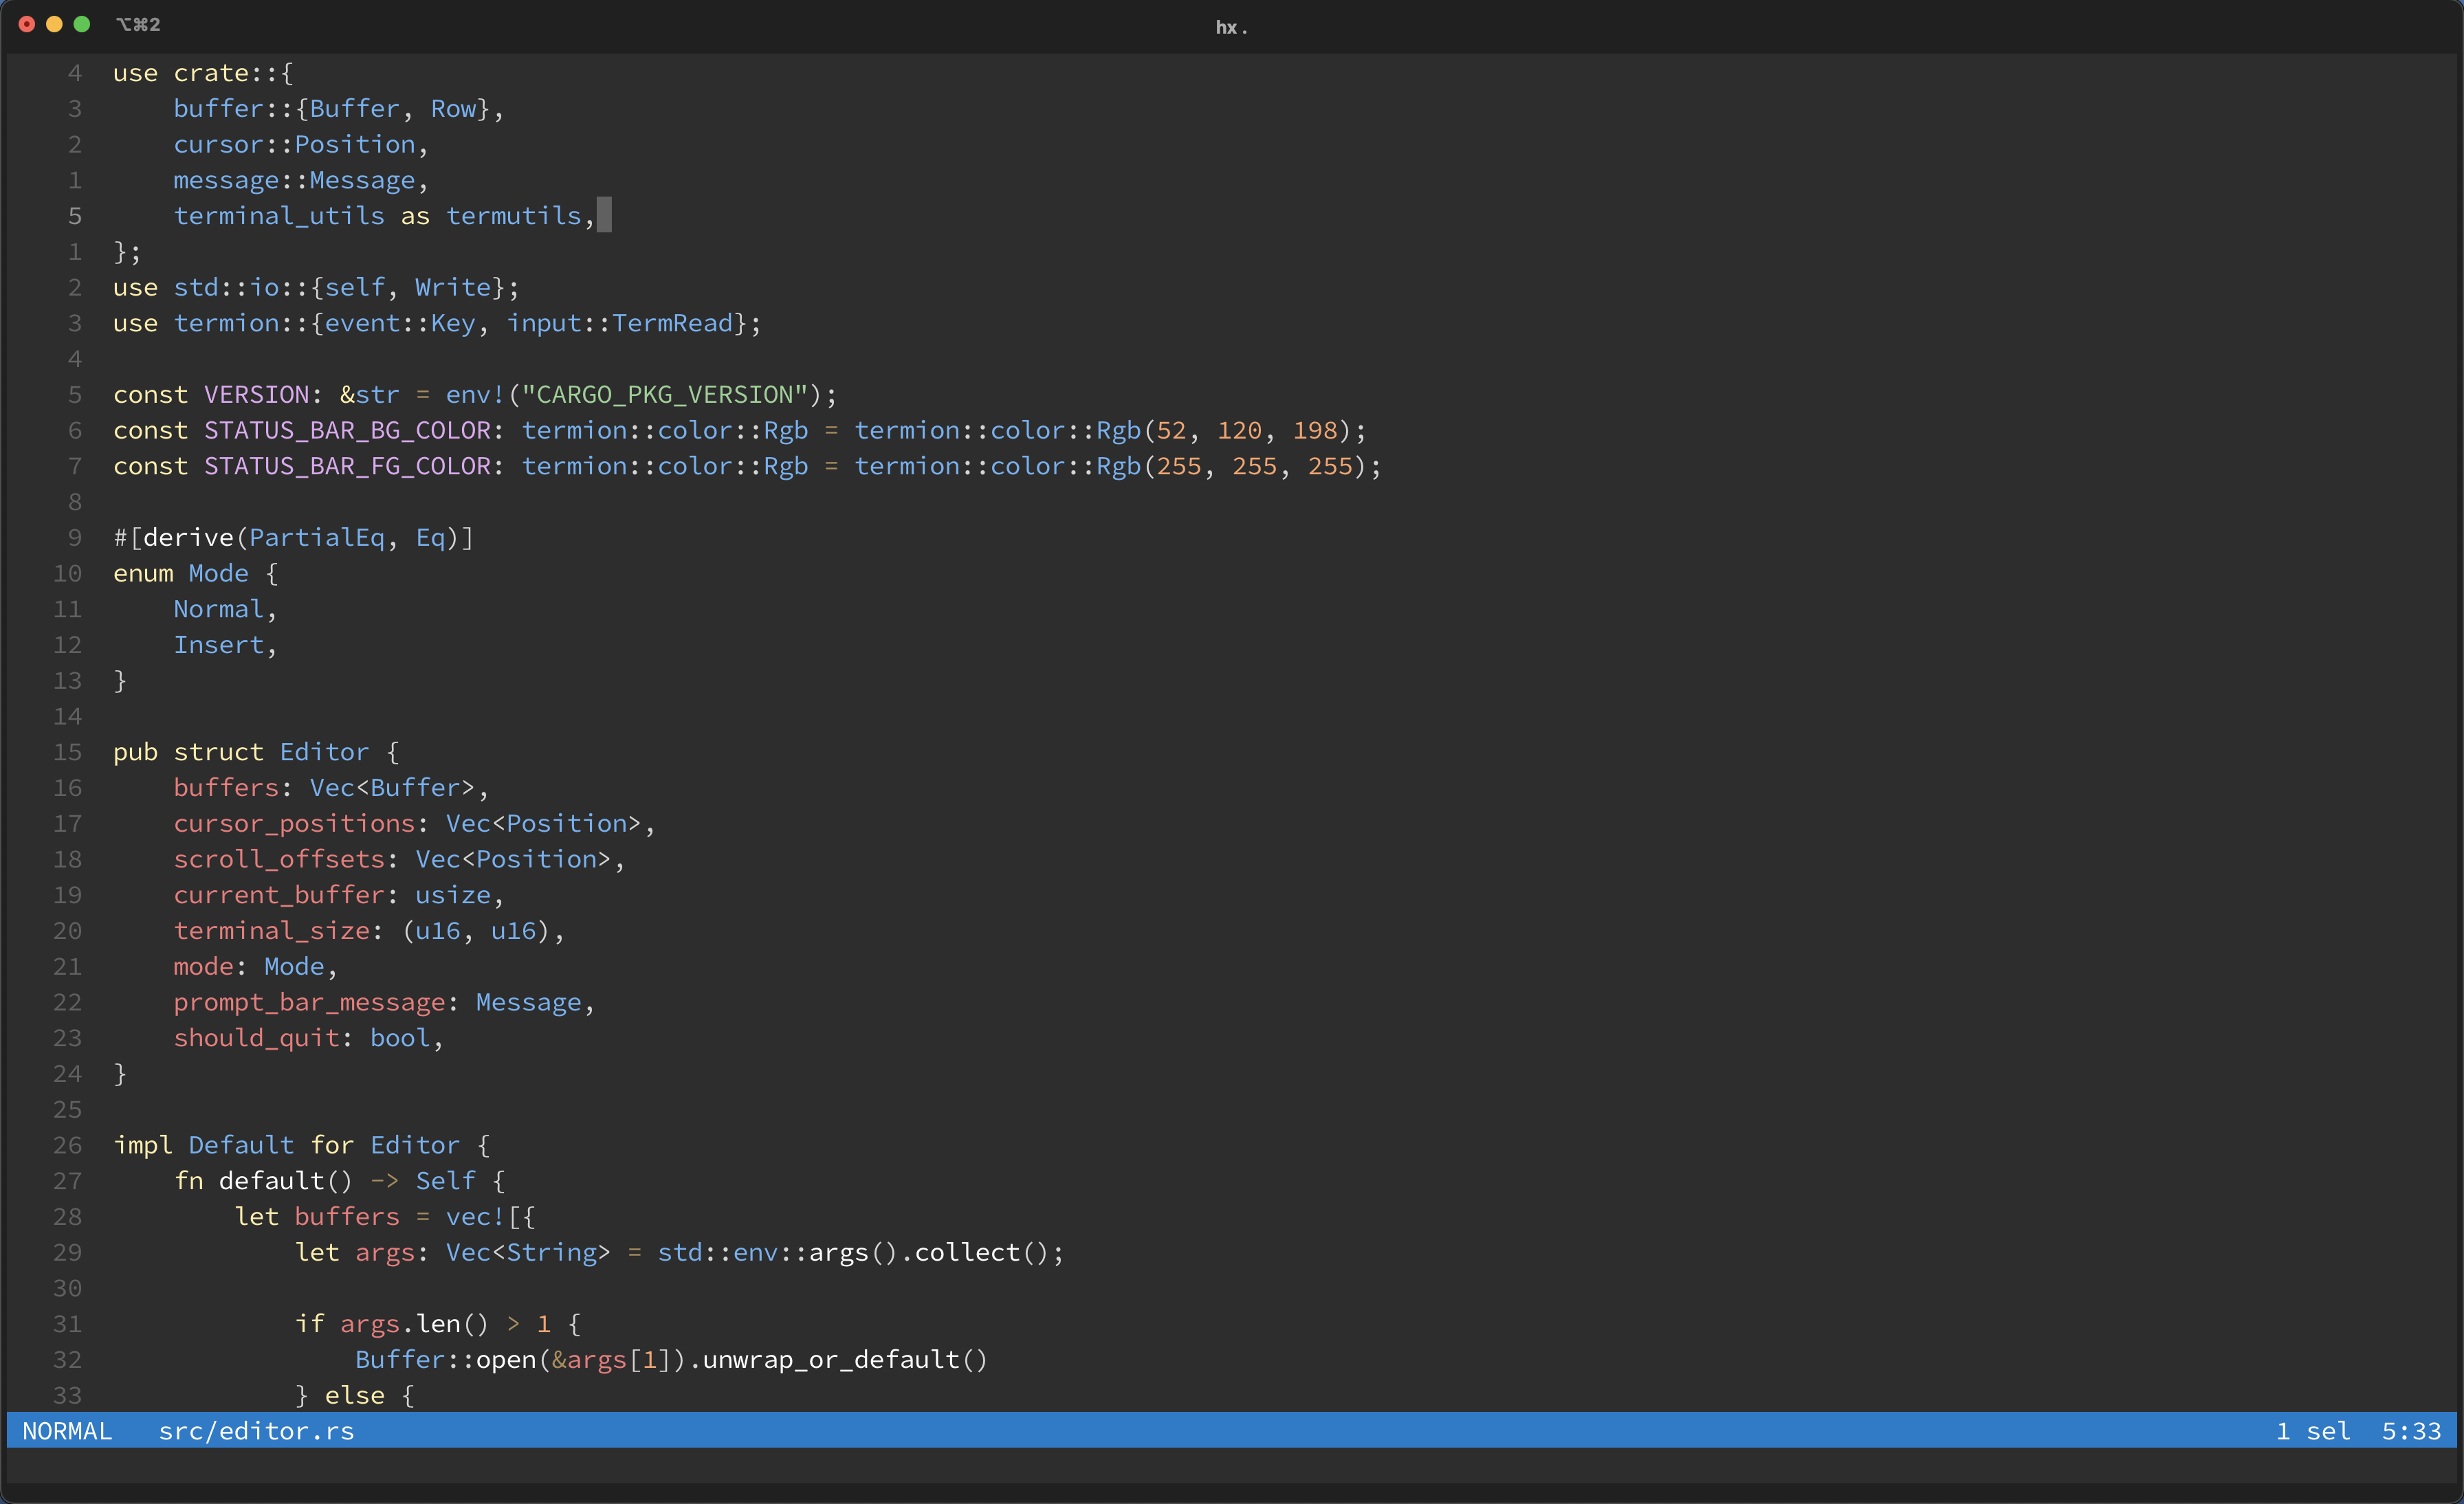 ⌥⌘2 hx .
4 use crate::{
3     buffer::{Buffer, Row},
2     cursor::Position,
1     message::Message,
5     terminal_utils as termutils,
1 };
2 use std::io::{self, Write};
3 use termion::{event::Key, input::TermRead};
4
5 const VERSION: &str = env!("CARGO_PKG_VERSION");
6 const STATUS_BAR_BG_COLOR: termion::color::Rgb = termion::color::Rgb(52, 120, 198);
7 const STATUS_BAR_FG_COLOR: termion::color::Rgb = termion::color::Rgb(255, 255, 255);
8
9 #[derive(PartialEq, Eq)]
10 enum Mode {
11     Normal,
12     Insert,
13 }
14
15 pub struct Editor {
16     buffers: Vec<Buffer>,
17     cursor_positions: Vec<Position>,
18     scroll_offsets: Vec<Position>,
19     current_buffer: usize,
20     terminal_size: (u16, u16),
21     mode: Mode,
22     prompt_bar_message: Message,
23     should_quit: bool,
24 }
25
26 impl Default for Editor {
27     fn default() -> Self {
28         let buffers = vec![{
29             let args: Vec<String> = std::env::args().collect();
30
31             if args.len() > 1 {
32                 Buffer::open(&args[1]).unwrap_or_default()
33             } else {
NORMAL   src/editor.rs   1 sel  5:33